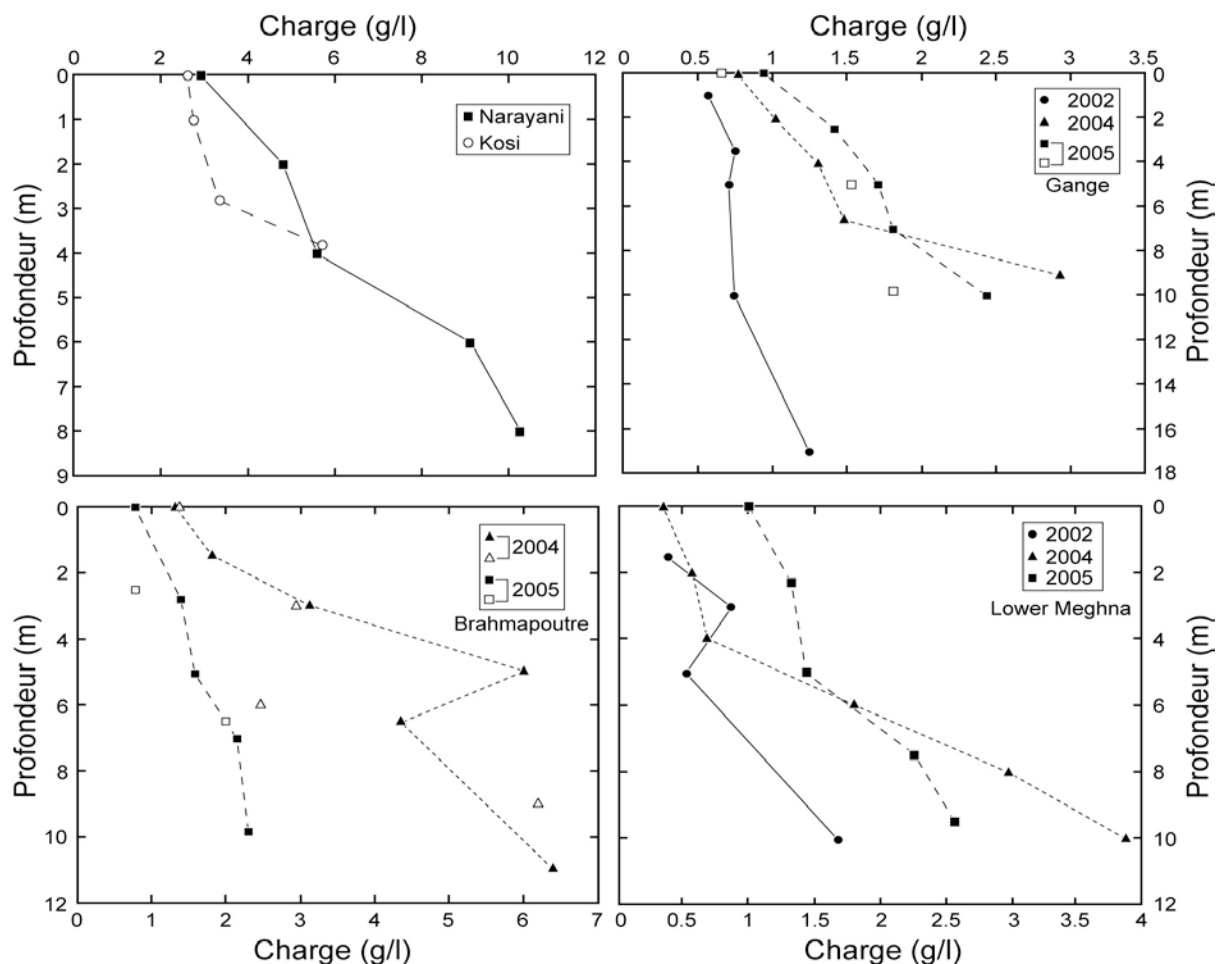 Charge (g/l)
0 2 4 6 8 10 12
Profondeur (m)
0
1
2
3
4
5
6
7
8
9
Narayani
Kosi
Charge (g/l)
0 0.5 1 1.5 2 2.5 3 3.5
0
2
4
6
8
10
12
14
16
18
Profondeur (m)
2002
2004
2005
Gange
Profondeur (m)
0
2
4
6
8
10
12
2004
2005
Brahmapoutre
0 1 2 3 4 5 6 7
Charge (g/l)
0
2
4
6
8
10
12
Profondeur (m)
2002
2004
2005
Lower Meghna
0 0.5 1 1.5 2 2.5 3 3.5 4
Charge (g/l)